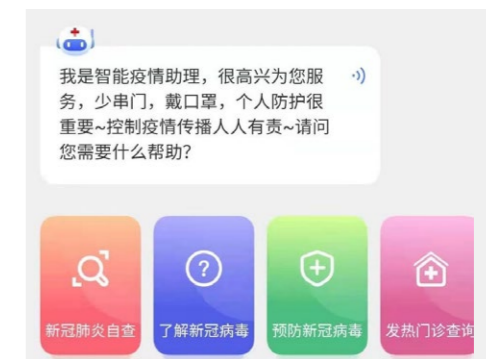 我是智能疫情助理，很高兴为您服
务，少串门，戴口罩，个人防护很
重要~控制疫情传播人人有责~请问
您需要什么帮助?
新冠肺炎自查
了解新冠病毒
预防新冠病毒
发热门诊查询